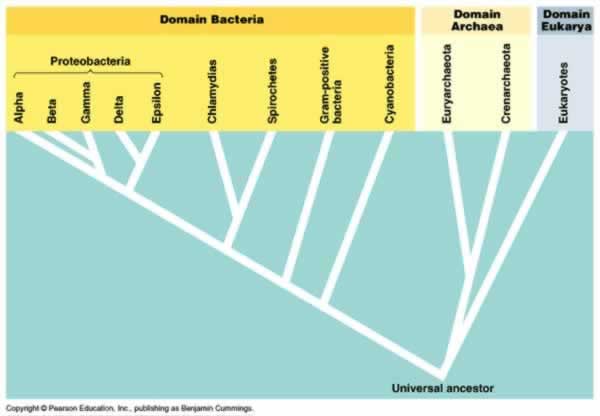 Domain Bacteria
Domain
Archaea
Domain
Eukarya
Proteobacteria
Alpha
Beta
Gamma
Delta
Epsilon
Chlamydias
Spirochetes
Gram-positive
bacteria
Cyanobacteria
Euryarchaeota
Crenarchaeota
Eukaryotes
Universal ancestor
Copyright © Pearson Education, Inc., publishing as Benjamin Cummings.